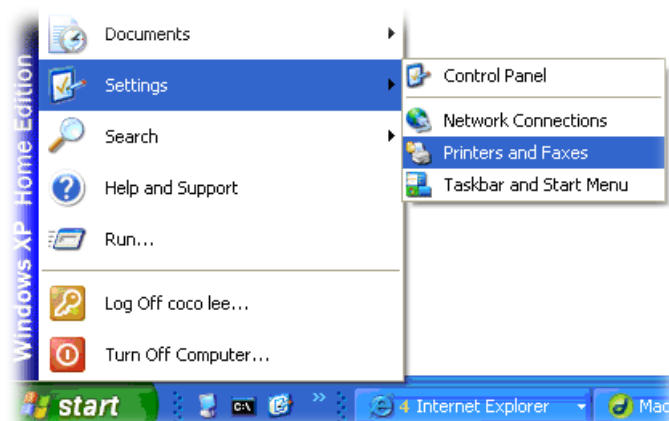 Windows XP Home Edition
Documents
Settings
Search
Help and Support
Run...
Log Off coco lee...
Turn Off Computer...
Control Panel
Network Connections
Printers and Faxes
Taskbar and Start Menu
start
C:\
4 Internet Explorer
Mac